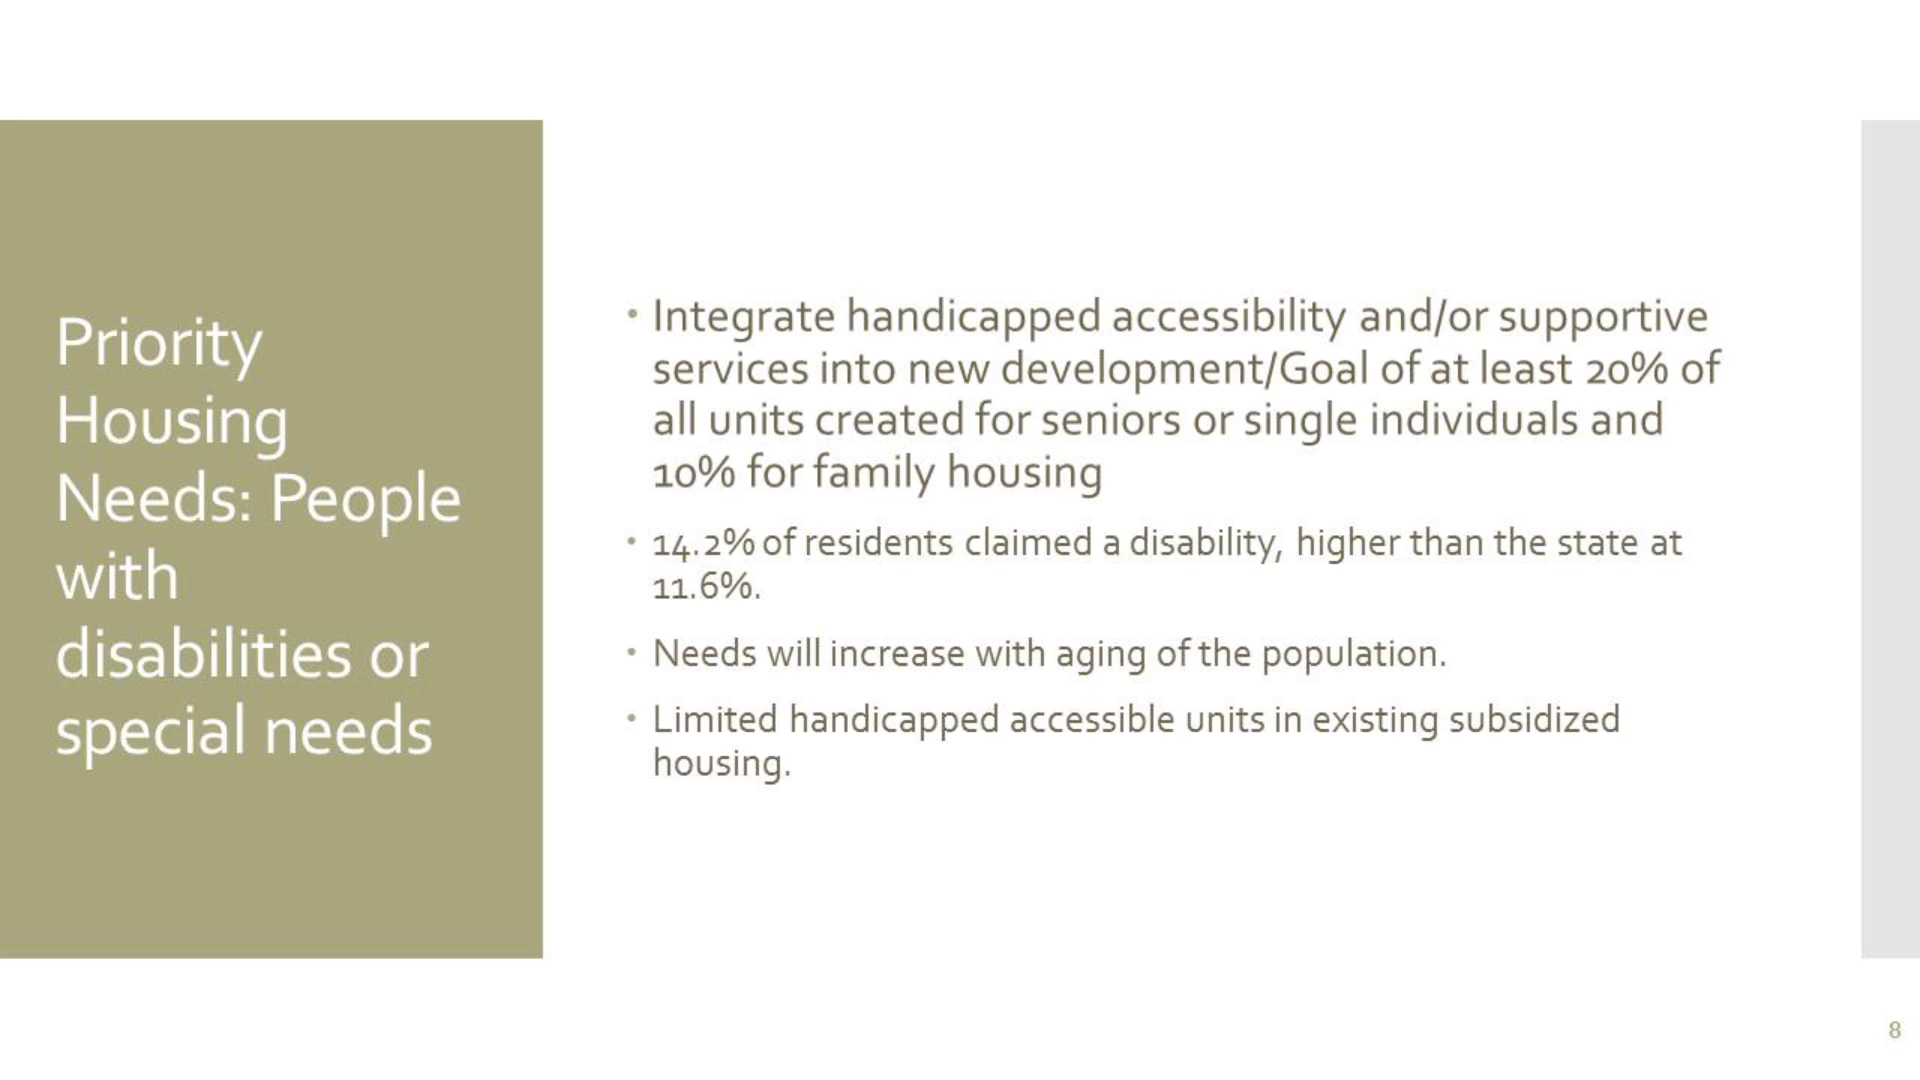 Priority
Housing
Needs: People
with
disabilities or
special needs
• Integrate handicapped accessibility and/or supportive
services into new development/Goal of at least 20% of
all units created for seniors or single individuals and
10% for family housing
• 14.2% of residents claimed a disability, higher than the state at
11.6%.
• Needs will increase with aging of the population.
• Limited handicapped accessible units in existing subsidized
housing.
8